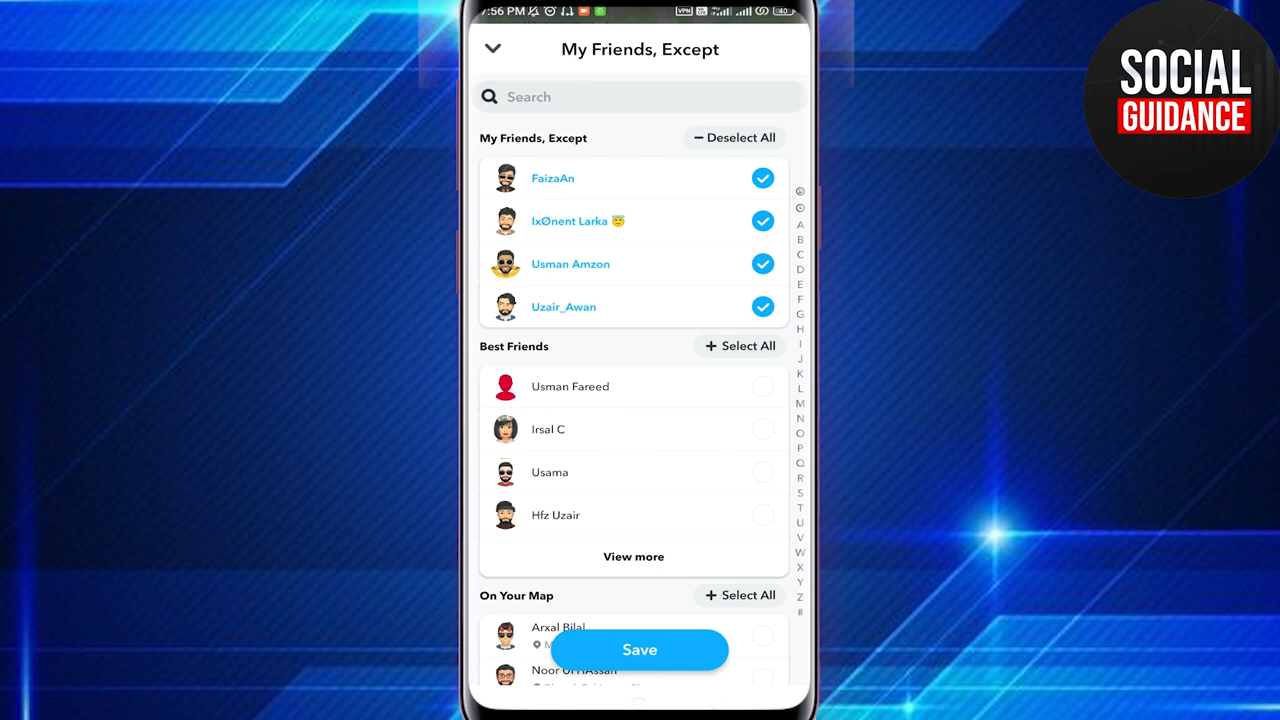 7:56 PM
VPN
40
My Friends, Except
SOCIAL
GUIDANCE
Search
My Friends, Except
− Deselect All
FaizaAn
IxØnent Larka 😇
Usman Amzon
Uzair_Awan
Best Friends
+ Select All
Usman Fareed
Irsal C
Usama
Hfz Uzair
View more
On Your Map
+ Select All
Arxal Bilal
Save
A
B
C
D
E
F
G
H
I
J
K
L
M
N
O
P
Q
R
S
T
U
V
W
X
Y
Z
#